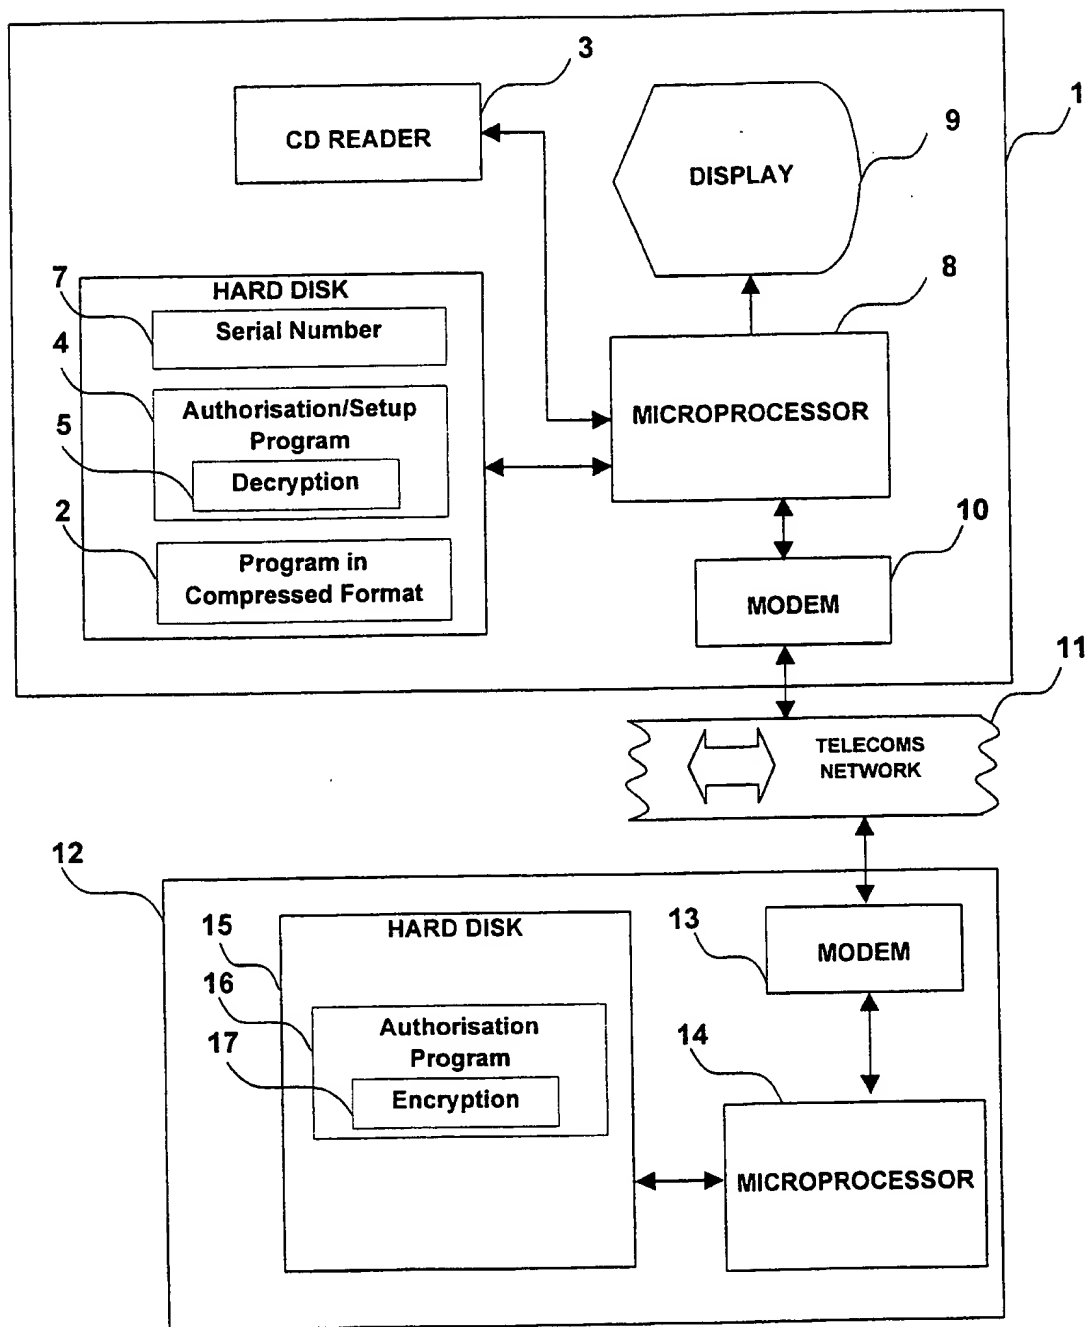 3
1
CD READER
9
DISPLAY
7
HARD DISK
8
Serial Number
4
Authorisation/Setup
Program
MICROPROCESSOR
5
Decryption
2
10
Program in
Compressed Format
MODEM
11
TELECOMS
NETWORK
12
15
HARD DISK
13
MODEM
16
Authorisation
Program
17
14
Encryption
MICROPROCESSOR